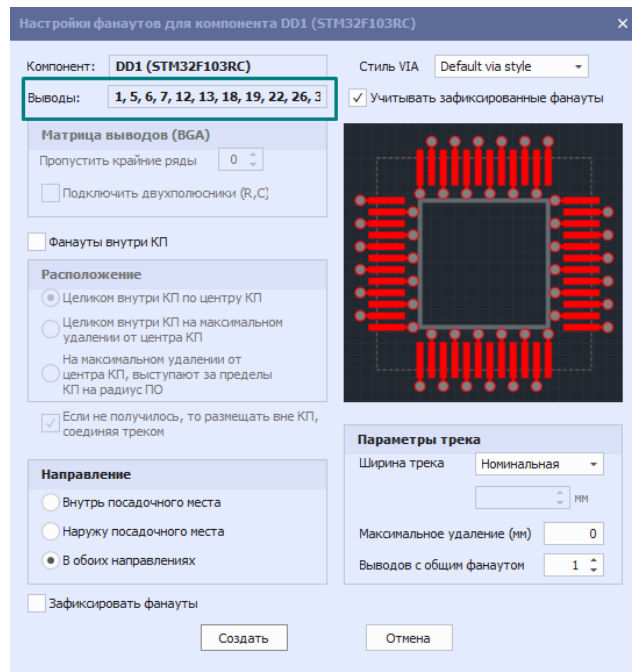 Настройки фанаутов для компонента DD1 (STM32F103RC)
Компонент: DD1 (STM32F103RC)
Выводы: 1, 5, 6, 7, 12, 13, 18, 19, 22, 26, 3
Матрица выводов (BGA)
Пропустить крайние ряды 0
Подключить двухполюсники (R,C)
Фанауты внутри КП
Расположение
Целиком внутри КП по центру КП
Целиком внутри КП на максимальном
удалении от центра КП
На максимальном удалении от
центра КП, выступают за пределы
КП на радиус ПО
Если не получилось, то размещать вне КП,
соединяя треком
Направление
Внутрь посадочного места
Наружу посадочного места
В обоих направлениях
Зафиксировать фанауты
Стиль VIA Default via style
Учитывать зафиксированные фанауты
Параметры трека
Ширина трека Номинальная
мм
Максимальное удаление (мм) 0
Выводов с общим фанаутом 1
Создать
Отмена